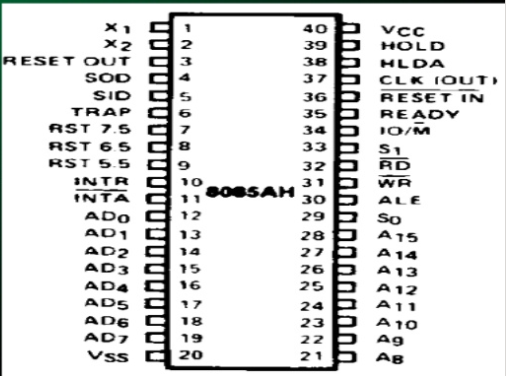 X1 1 40 VCC
X2 2 39 HOLD
RESET OUT 3 38 HLDA
SOD 4 37 CLK (OUT)
SID 5 36 RESET IN
TRAP 6 35 READY
RST 7.5 7 34 IO/M
RST 6.5 8 33 S1
RST 5.5 9 32 RD
INTR 10 8085AH 31 WR
INTA 11 30 ALE
AD0 12 29 S0
AD1 13 28 A15
AD2 14 27 A14
AD3 15 26 A13
AD4 16 25 A12
AD5 17 24 A11
AD6 18 23 A10
AD7 19 22 A9
VSS 20 21 A8